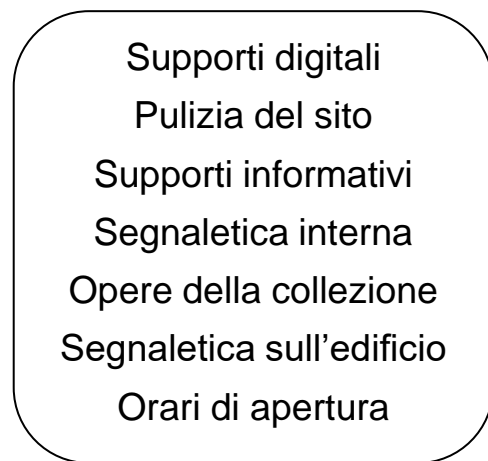 Supporti digitali
Pulizia del sito
Supporti informativi
Segnaletica interna
Opere della collezione
Segnaletica sull’edificio
Orari di apertura